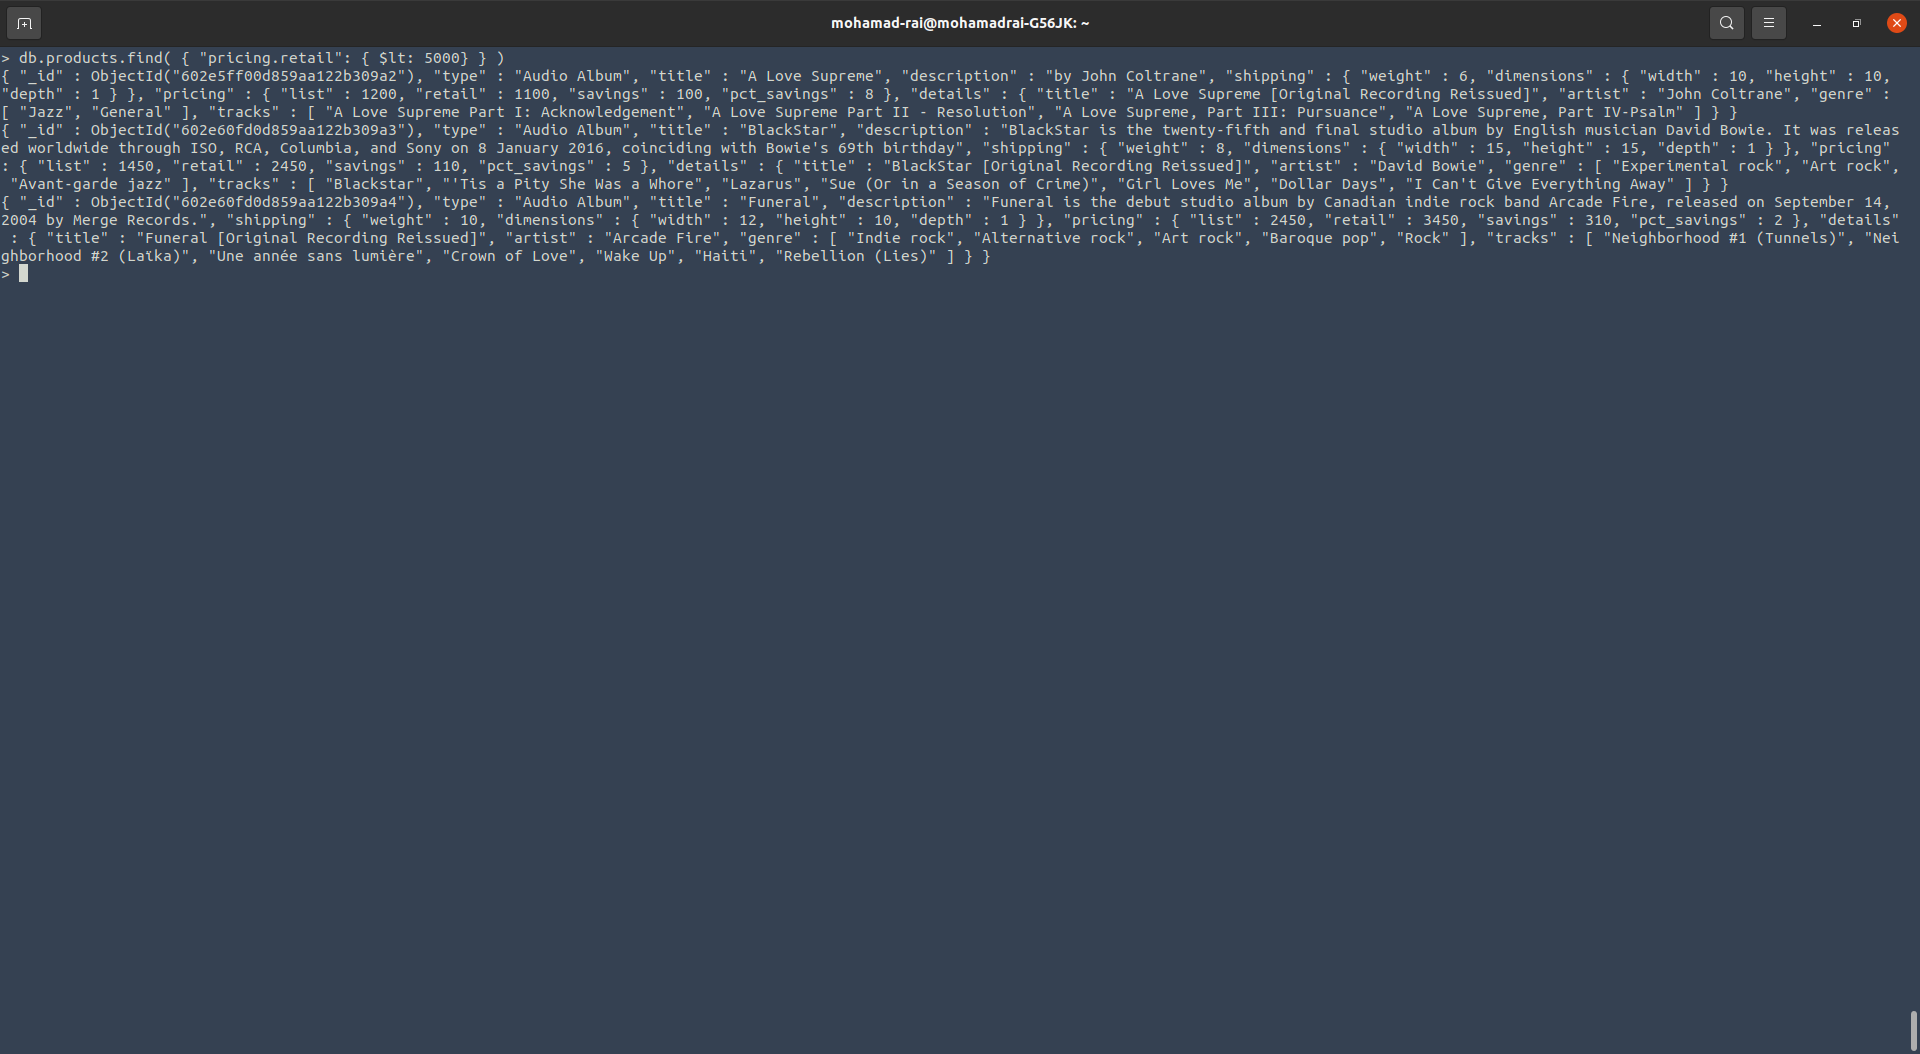 mohamad-rai@mohamadrai-G56JK: ~
> db.products.find( { "pricing.retail": { $lt: 5000} } )
{ "_id" : ObjectId("602e5ff00d859aa122b309a2"), "type" : "Audio Album", "title" : "A Love Supreme", "description" : "by John Coltrane", "shipping" : { "weight" : 6, "dimensions" : { "width" : 10, "height" : 10,
"depth" : 1 } }, "pricing" : { "list" : 1200, "retail" : 1100, "savings" : 100, "pct_savings" : 8 }, "details" : { "title" : "A Love Supreme [Original Recording Reissued]", "artist" : "John Coltrane", "genre" :
[ "Jazz", "General" ], "tracks" : [ "A Love Supreme Part I: Acknowledgement", "A Love Supreme Part II - Resolution", "A Love Supreme, Part III: Pursuance", "A Love Supreme, Part IV-Psalm" ] } }
{ "_id" : ObjectId("602e60fd0d859aa122b309a3"), "type" : "Audio Album", "title" : "BlackStar", "description" : "BlackStar is the twenty-fifth and final studio album by English musician David Bowie. It was releas
ed worldwide through ISO, RCA, Columbia, and Sony on 8 January 2016, coinciding with Bowie's 69th birthday", "shipping" : { "weight" : 8, "dimensions" : { "width" : 15, "height" : 15, "depth" : 1 } }, "pricing"
: { "list" : 1450, "retail" : 2450, "savings" : 110, "pct_savings" : 5 }, "details" : { "title" : "BlackStar [Original Recording Reissued]", "artist" : "David Bowie", "genre" : [ "Experimental rock", "Art rock",
"Avant-garde jazz" ], "tracks" : [ "Blackstar", "'Tis a Pity She Was a Whore", "Lazarus", "Sue (Or in a Season of Crime)", "Girl Loves Me", "Dollar Days", "I Can't Give Everything Away" ] } }
{ "_id" : ObjectId("602e60fd0d859aa122b309a4"), "type" : "Audio Album", "title" : "Funeral", "description" : "Funeral is the debut studio album by Canadian indie rock band Arcade Fire, released on September 14,
2004 by Merge Records.", "shipping" : { "weight" : 10, "dimensions" : { "width" : 12, "height" : 10, "depth" : 1 } }, "pricing" : { "list" : 2450, "retail" : 3450, "savings" : 310, "pct_savings" : 2 }, "details"
: { "title" : "Funeral [Original Recording Reissued]", "artist" : "Arcade Fire", "genre" : [ "Indie rock", "Alternative rock", "Art rock", "Baroque pop", "Rock" ], "tracks" : [ "Neighborhood #1 (Tunnels)", "Nei
ghborhood #2 (Laïka)", "Une année sans lumière", "Crown of Love", "Wake Up", "Haiti", "Rebellion (Lies)" ] } }
>